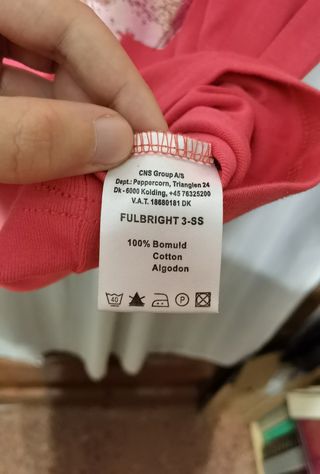 CNS Group A/S
Dept.: Peppercorn, Trianglen 24
Dk - 6000 Kolding, +45 76325200
V.A.T. 18680181 DK
FULBRIGHT 3-SS
100% Bomuld
Cotton
Algodon
40 P